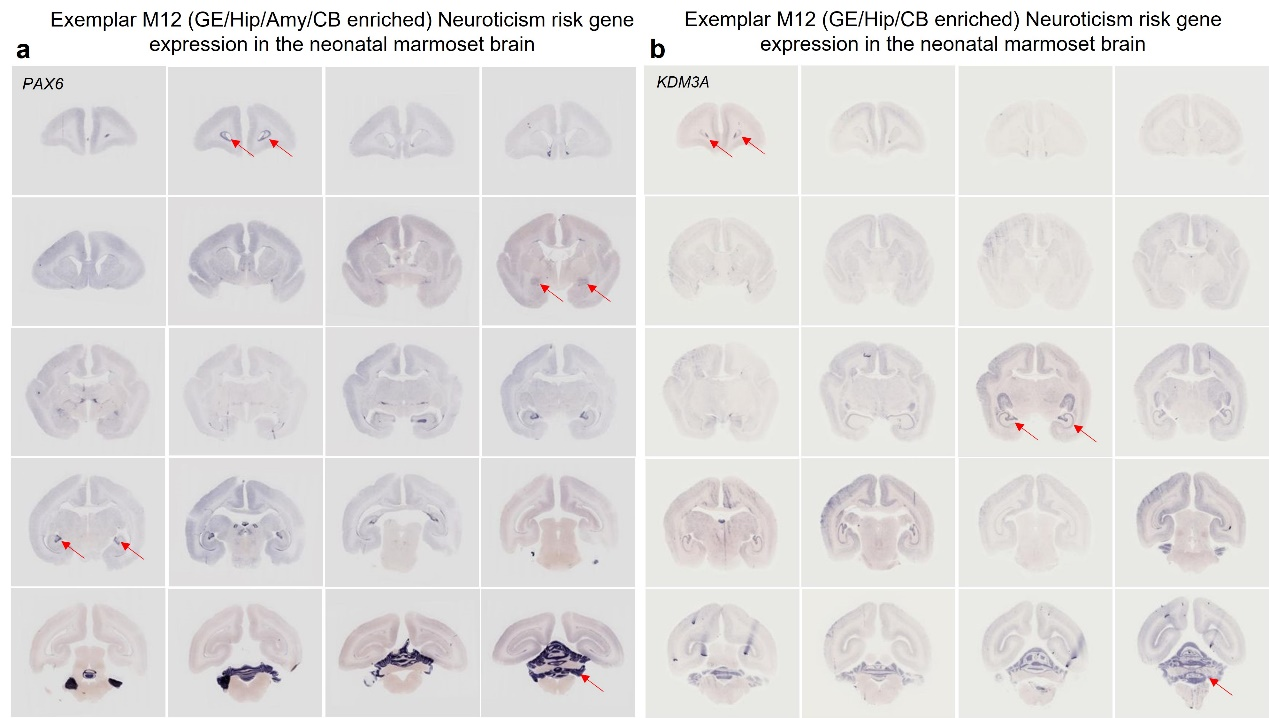 Exemplar M12 (GE/Hip/Amy/CB enriched) Neuroticism risk gene
expression in the neonatal marmoset brain
a
PAX6
Exemplar M12 (GE/Hip/CB enriched) Neuroticism risk gene
expression in the neonatal marmoset brain
b
KDM3A